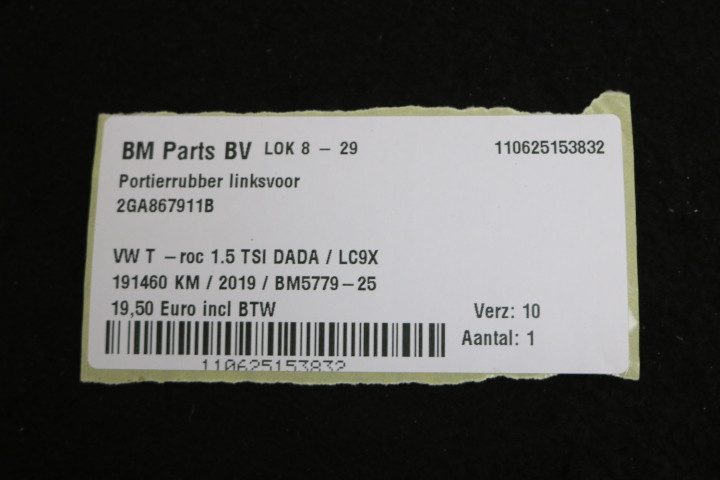 BM Parts BV LOK 8 - 29 110625153832
Portierrubber linksvoor
2GA867911B
VW T -roc 1.5 TSI DADA / LC9X
191460 KM / 2019 / BM5779-25
19,50 Euro incl BTW Verz: 10
Aantal: 1
110625153832